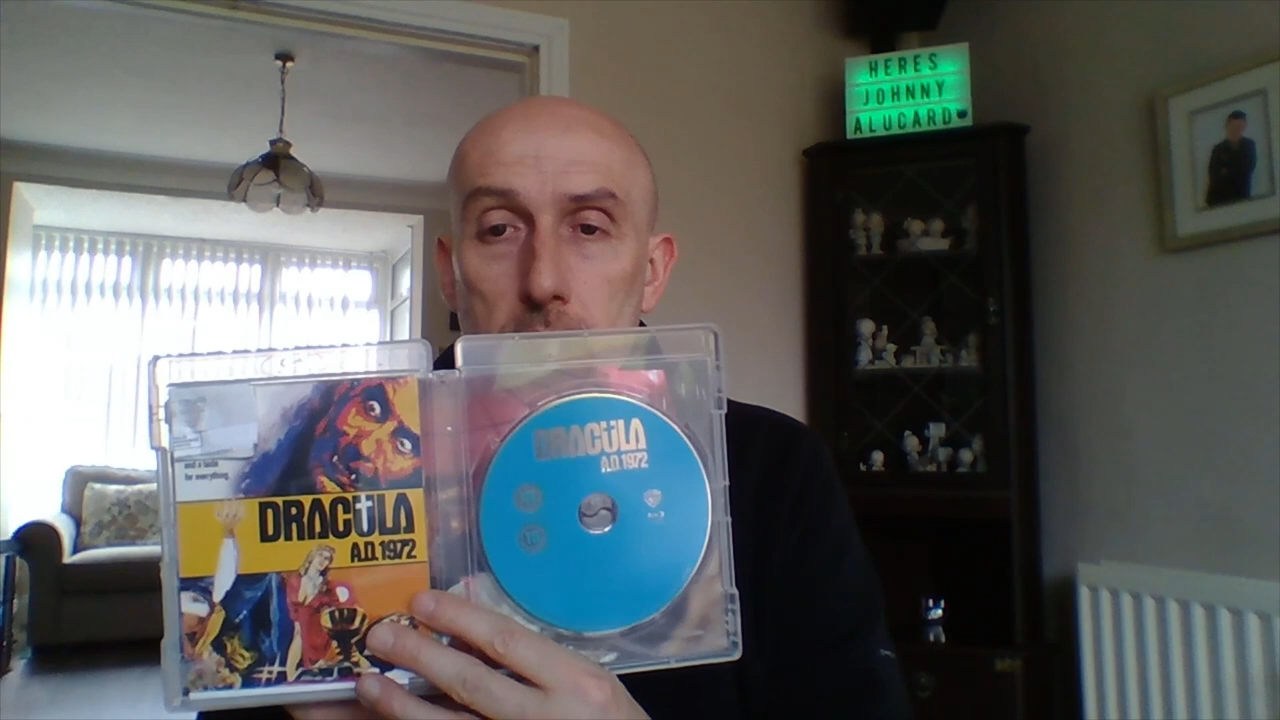 HERES
JOHNNY
ALUCARD
and a taste
for everything.
DRACULA
A.D. 1972
DRACULA
A.D. 1972